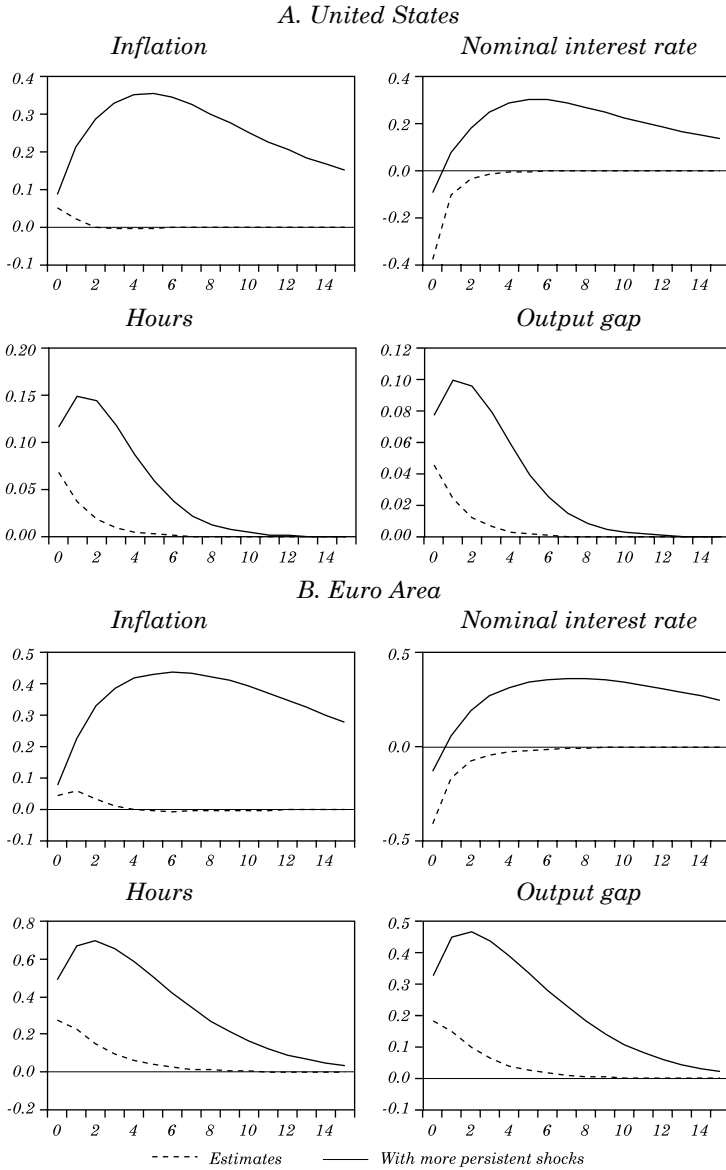 A. United States
Inflation
Nominal interest rate
0.4
0.3
0.2
0.1
0.0
-0.1
0 2 4 6 8 10 12 14
0.4
0.2
0.0
-0.2
-0.4
0 2 4 6 8 10 12 14
Hours
Output gap
0.20
0.15
0.10
0.05
0.00
0 2 4 6 8 10 12 14
0.12
0.10
0.08
0.06
0.04
0.02
0.00
0 2 4 6 8 10 12 14
B. Euro Area
Inflation
Nominal interest rate
0.5
0.4
0.3
0.2
0.1
0.0
-0.1
0 2 4 6 8 10 12 14
0.5
0.0
-0.5
0 2 4 6 8 10 12 14
Hours
Output gap
0.8
0.6
0.4
0.2
0.0
-0.2
0 2 4 6 8 10 12 14
0.5
0.4
0.3
0.2
0.1
0.0
-0.1
0 2 4 6 8 10 12 14
Estimates
With more persistent shocks